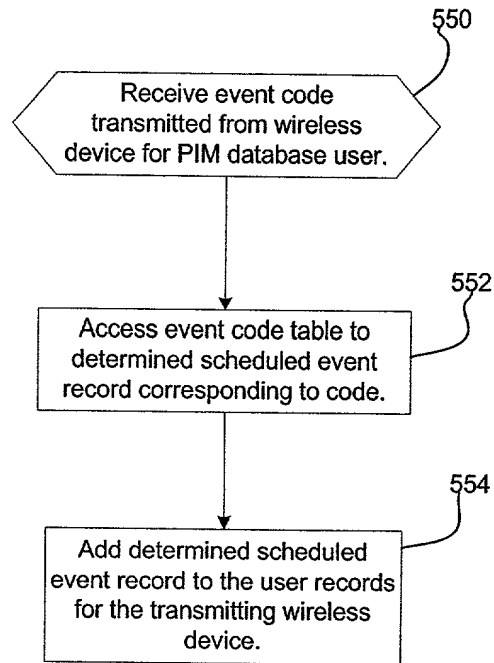 550
Receive event code
transmitted from wireless
device for PIM database user.
552
Access event code table to
determined scheduled event
record corresponding to code.
554
Add determined scheduled
event record to the user records
for the transmitting wireless
device.